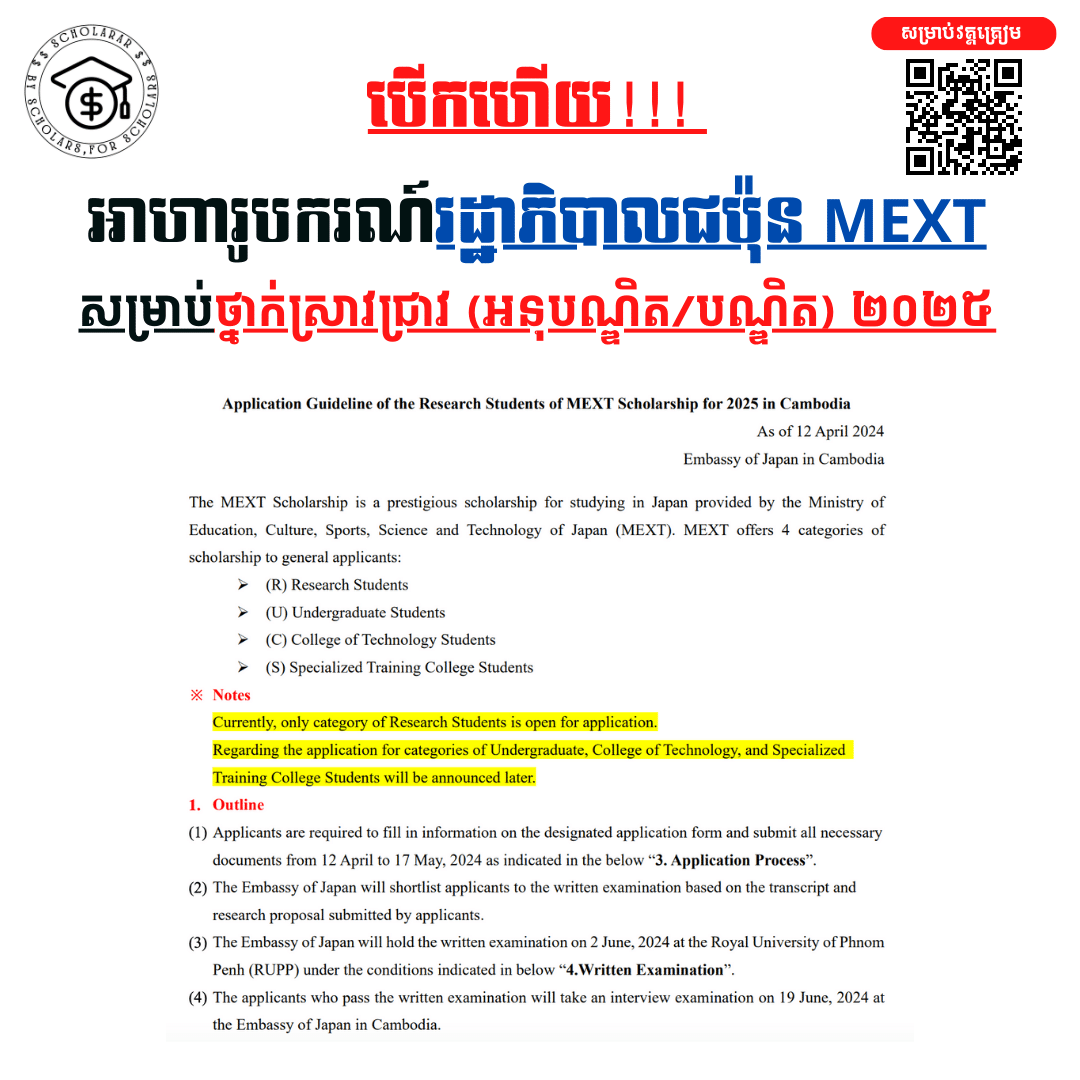 $$ SCHOLARAR $$ BY SCHOLARS,FOR SCHOLARS
$
សម្រាប់វគ្គត្រៀម
បើកហើយ!!!
អាហារូបករណ៍រដ្ឋាភិបាលជប៉ុន MEXT
សម្រាប់ថ្នាក់ស្រាវជ្រាវ (អនុបណ្ឌិត/បណ្ឌិត) ២០២៥
Application Guideline of the Research Students of MEXT Scholarship for 2025 in Cambodia
As of 12 April 2024
Embassy of Japan in Cambodia
The MEXT Scholarship is a prestigious scholarship for studying in Japan provided by the Ministry of
Education, Culture, Sports, Science and Technology of Japan (MEXT). MEXT offers 4 categories of
scholarship to general applicants:
➢ (R) Research Students
➢ (U) Undergraduate Students
➢ (C) College of Technology Students
➢ (S) Specialized Training College Students
※ Notes
Currently, only category of Research Students is open for application.
Regarding the application for categories of Undergraduate, College of Technology, and Specialized
Training College Students will be announced later.
1. Outline
(1) Applicants are required to fill in information on the designated application form and submit all necessary
documents from 12 April to 17 May, 2024 as indicated in the below “3. Application Process”.
(2) The Embassy of Japan will shortlist applicants to the written examination based on the transcript and
research proposal submitted by applicants.
(3) The Embassy of Japan will hold the written examination on 2 June, 2024 at the Royal University of Phnom
Penh (RUPP) under the conditions indicated in below “4.Written Examination”.
(4) The applicants who pass the written examination will take an interview examination on 19 June, 2024 at
the Embassy of Japan in Cambodia.